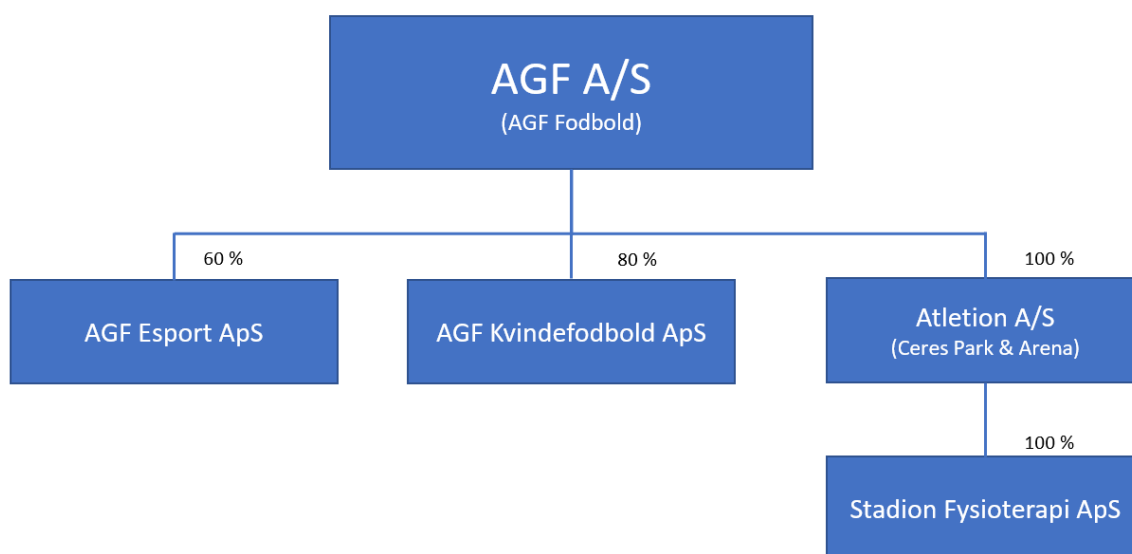 AGF A/S
(AGF Fodbold)
60 %
80 %
100 %
AGF Esport ApS
AGF Kvindefodbold ApS
Atletion A/S
(Ceres Park & Arena)
100 %
Stadion Fysioterapi ApS